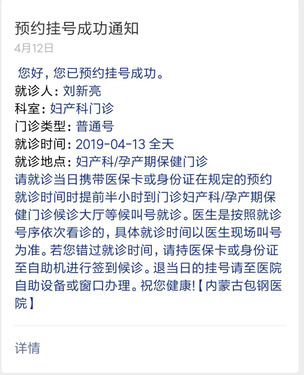 预约挂号成功通知
4月12日
您好，您已预约挂号成功。
就诊人: 刘新亮
科室: 妇产科门诊
门诊类型: 普通号
就诊时间: 2019-04-13 全天
就诊地点: 妇产科/孕产期保健门诊
请就诊当日携带医保卡或身份证在规定的预约
就诊时间时提前半小时到门诊妇产科/孕产期保
健门诊候诊大厅等候叫号就诊。医生是按照就诊
号序依次看诊的，具体就诊时间以医生现场叫号
为准。若您错过就诊时间，请持医保卡或身份证
至自助机进行签到候诊。退当日的挂号请至医院
自助设备或窗口办理。祝您健康!【内蒙古包钢医
院】
详情